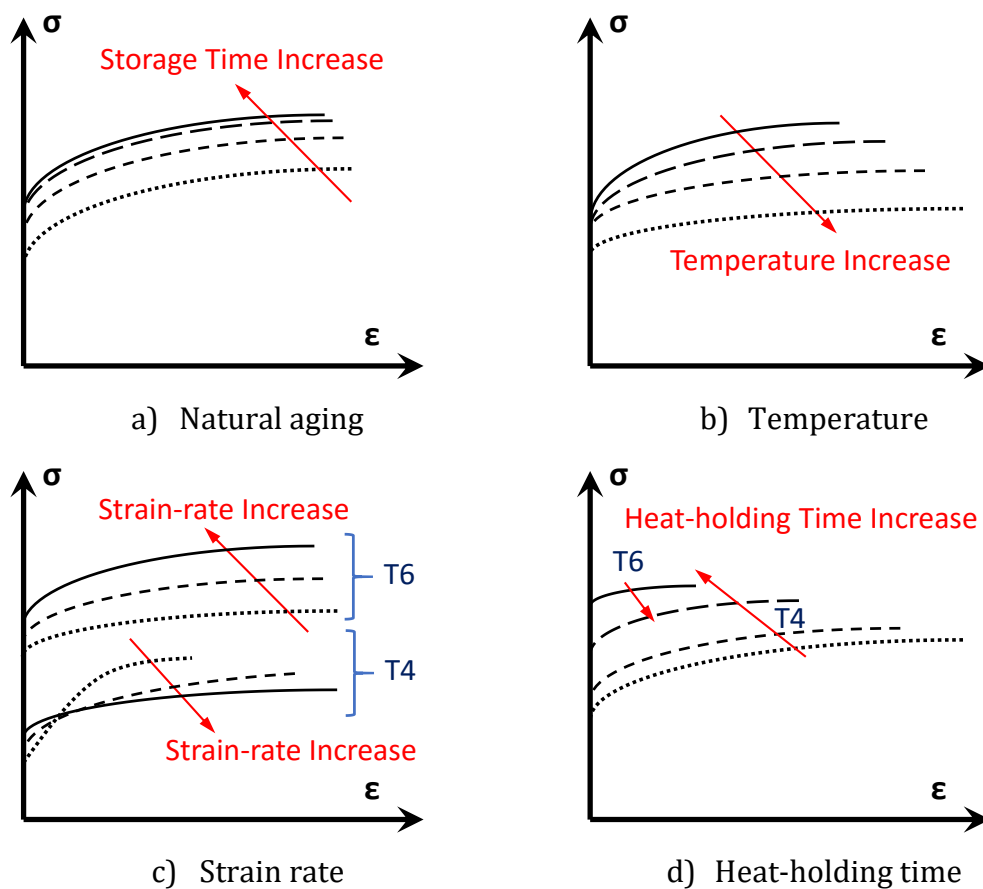 σ
Storage Time Increase
ε
a) Natural aging
σ
Temperature Increase
ε
b) Temperature
σ
Strain-rate Increase
T6
T4
Strain-rate Increase
ε
c) Strain rate
σ
Heat-holding Time Increase
T6
T4
ε
d) Heat-holding time